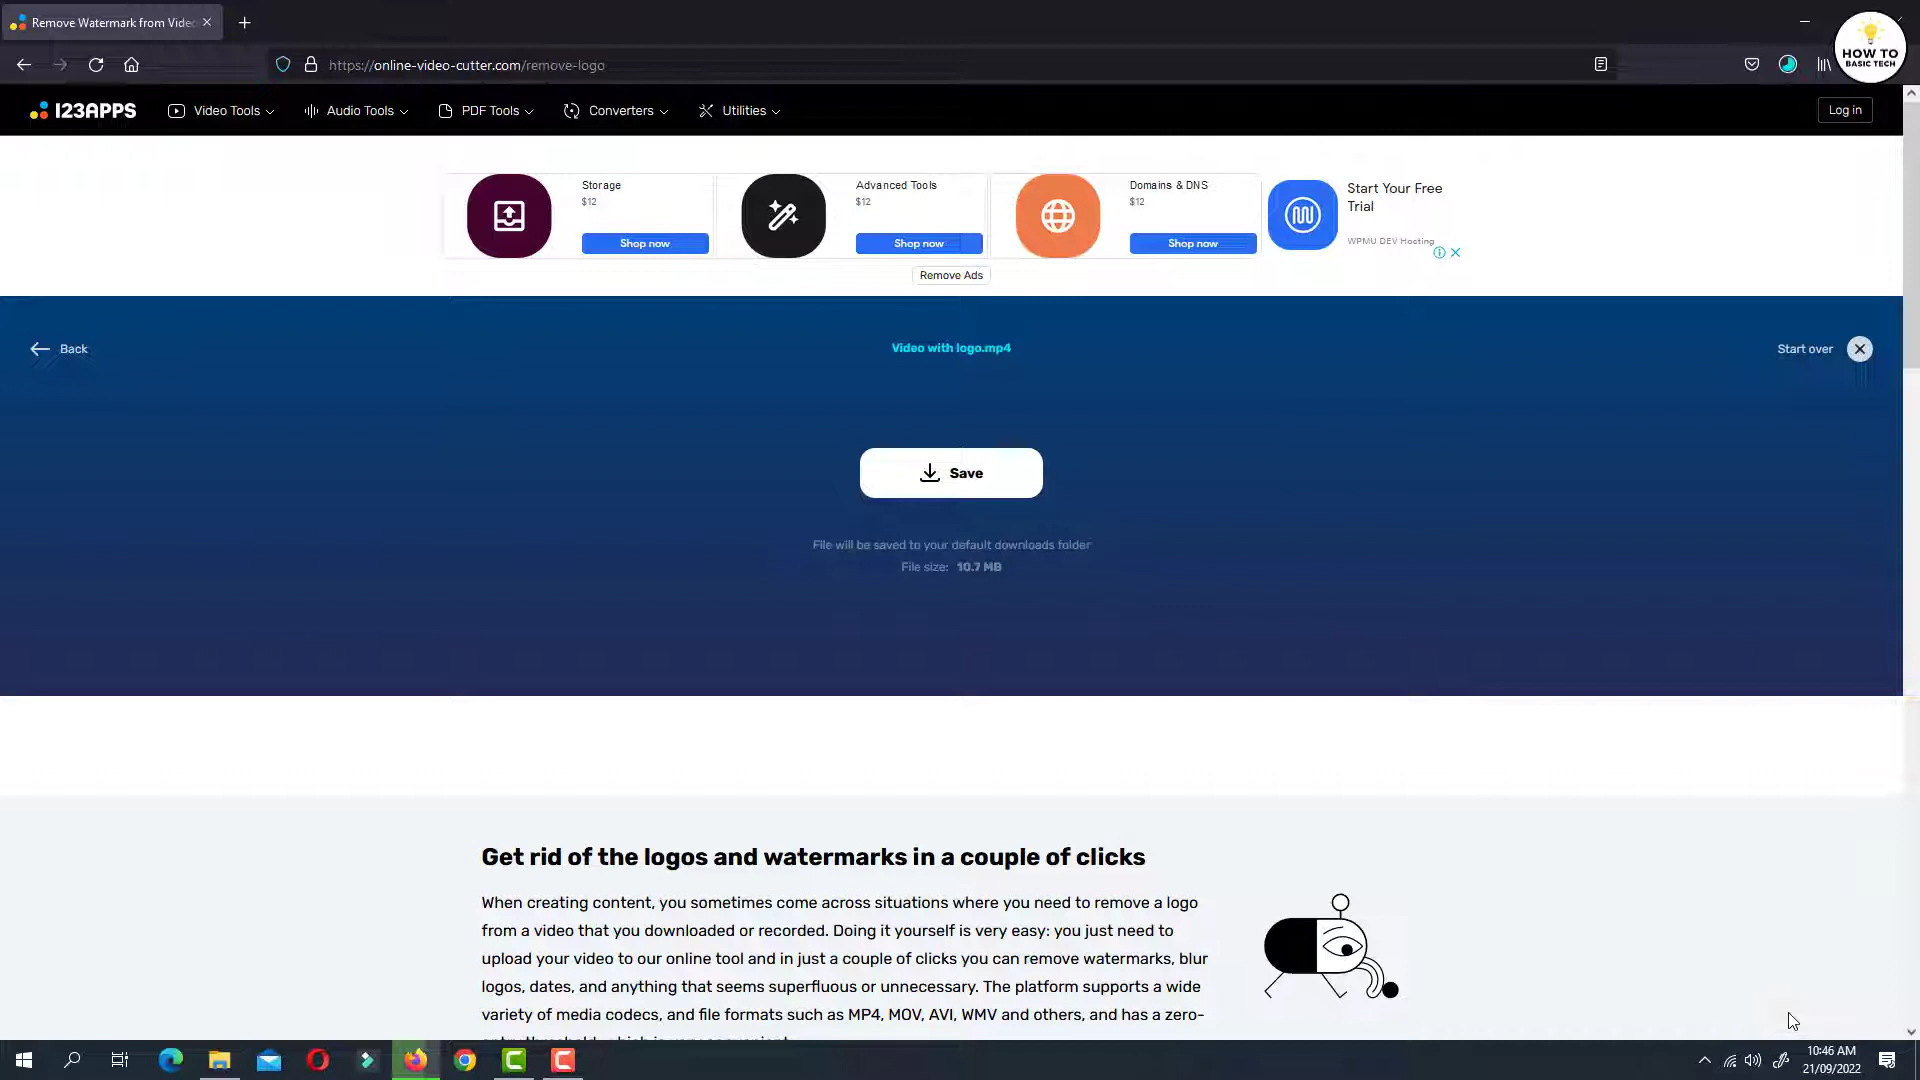 Remove Watermark from Vide
https://online-video-cutter.com/remove-logo
HOW TO
BASIC TECH
123APPS
Video Tools
Audio Tools
PDF Tools
Converters
Utilities
Log in
Storage
$12
Shop now
Advanced Tools
$12
Shop now
Domains & DNS
$12
Shop now
Start Your Free
Trial
WPMU DEV Hosting
Remove Ads
Back
Video with logo.mp4
Start over
Save
File will be saved to your default downloads folder
File size: 10.7 MB
Get rid of the logos and watermarks in a couple of clicks
When creating content, you sometimes come across situations where you need to remove a logo
from a video that you downloaded or recorded. Doing it yourself is very easy: you just need to
upload your video to our online tool and in just a couple of clicks you can remove watermarks, blur
logos, dates, and anything that seems superfluous or unnecessary. The platform supports a wide
variety of media codecs, and file formats such as MP4, MOV, AVI, WMV and others, and has a zero-
10:46 AM
21/09/2022